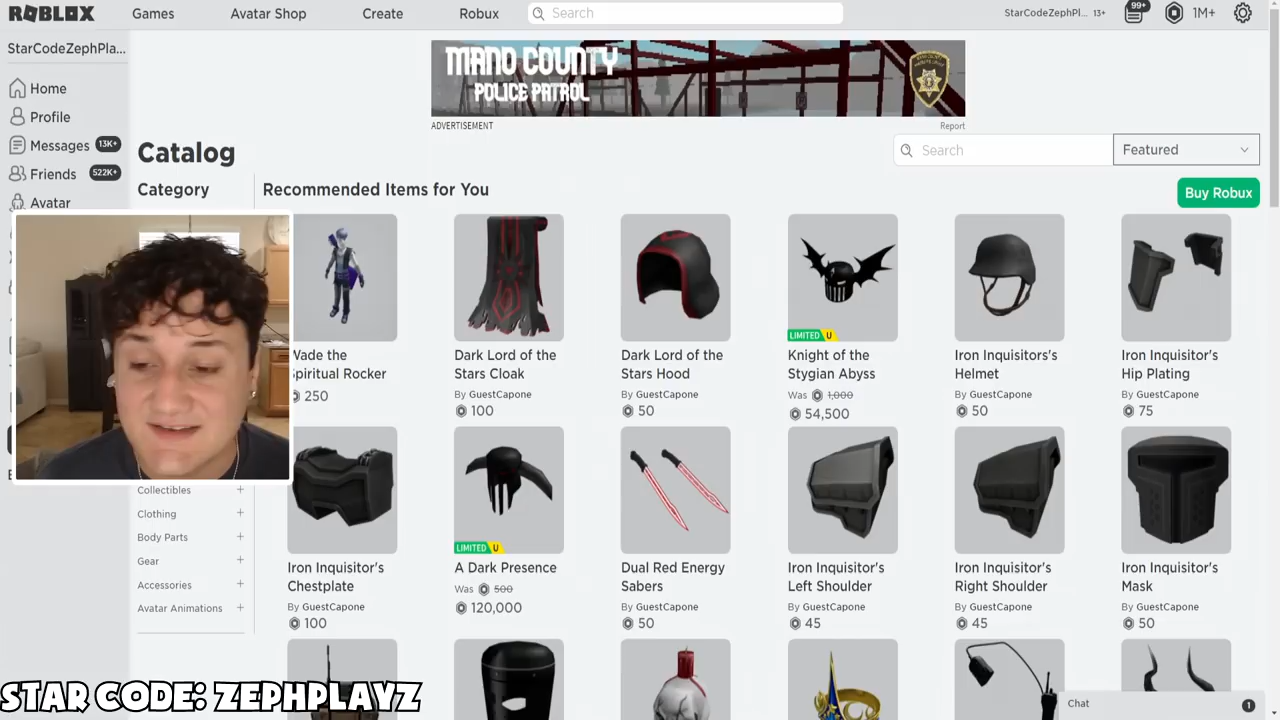 ROBLOX
Games
Avatar Shop
Create
Robux
Search
StarCodeZephPl... 13+
99+
1M+
StarCodeZephPla...
Home
Profile
Messages 13K+
Friends 522K+
Avatar
MANO COUNTY
POLICE PATROL
ADVERTISEMENT
Report
Catalog
Search
Featured
Category
Recommended Items for You
Buy Robux
Wade the
Spiritual Rocker
250
Dark Lord of the
Stars Cloak
By GuestCapone
100
Dark Lord of the
Stars Hood
By GuestCapone
50
LIMITED U
Knight of the
Stygian Abyss
Was 1,000
54,500
Iron Inquisitors's
Helmet
By GuestCapone
50
Iron Inquisitor's
Hip Plating
By GuestCapone
75
Collectibles +
Clothing +
Body Parts +
Gear +
Accessories +
Avatar Animations +
Iron Inquisitor's
Chestplate
By GuestCapone
100
LIMITED U
A Dark Presence
Was 500
120,000
Dual Red Energy
Sabers
By GuestCapone
50
Iron Inquisitor's
Left Shoulder
By GuestCapone
45
Iron Inquisitor's
Right Shoulder
By GuestCapone
45
Iron Inquisitor's
Mask
By GuestCapone
50
Chat
1
STAR CODE: ZEPHPLAYZ